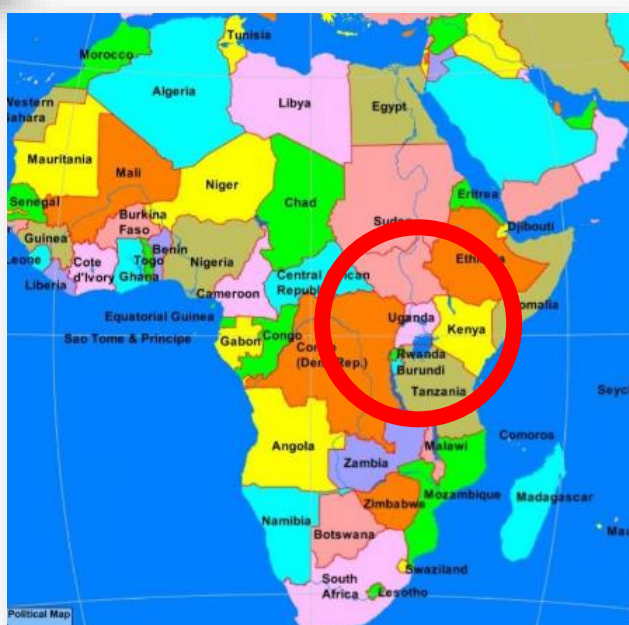 Tunisia
Morocco
Algeria
Libya
Egypt
Western
Sahara
Mauritania
Mali
Niger
Chad
Sudan
Eritrea
Djibouti
Senegal
Burkina
Faso
Guinea
Leone
Liberia
Cote
d'Ivory
Ghana
Togo
Benin
Nigeria
Cameroon
Central African
Republic
Ethiopia
Somalia
Equatorial Guinea
Sao Tome & Principe
Gabon
Congo
Congo
(Dem. Rep.)
Uganda
Kenya
Rwanda
Burundi
Tanzania
Seyc
Comoros
Angola
Zambia
Malawi
Mozambique
Madagascar
Zimbabwe
Namibia
Botswana
Mau
Swaziland
South
Africa
Lesotho
Political Map